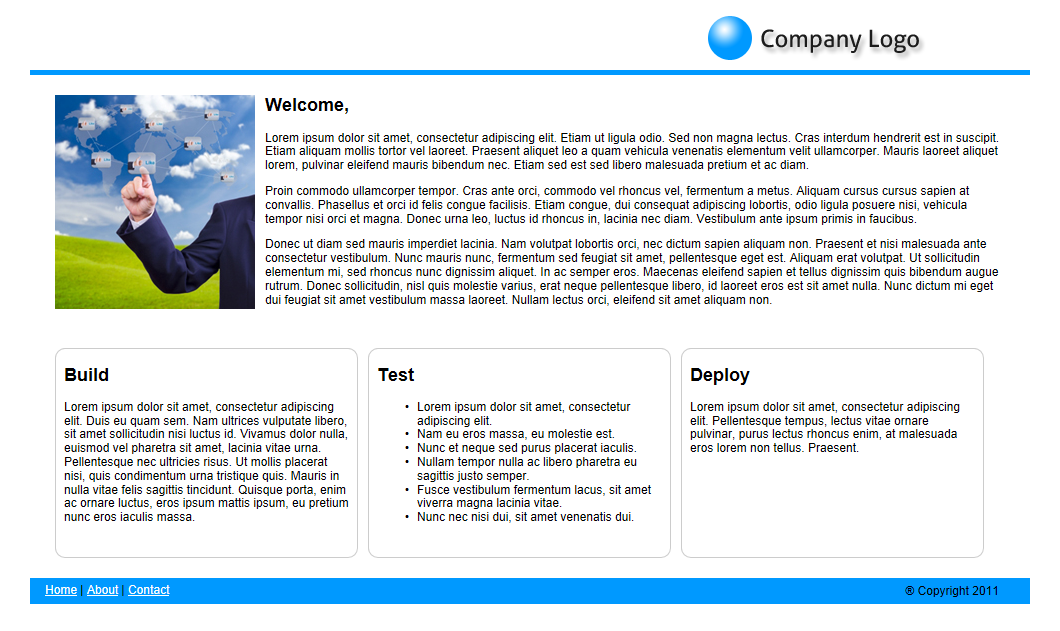 Company Logo
Welcome,
Lorem ipsum dolor sit amet, consectetur adipiscing elit. Etiam ut ligula odio. Sed non magna lectus. Cras interdum hendrerit est in suscipit.
Etiam aliquam mollis tortor vel laoreet. Praesent aliquet leo a quam vehicula venenatis elementum velit ullamcorper. Mauris laoreet aliquet
lorem, pulvinar eleifend mauris bibendum nec. Etiam sed est sed libero malesuada pretium et ac diam.
Proin commodo ullamcorper tempor. Cras ante orci, commodo vel rhoncus vel, fermentum a metus. Aliquam cursus cursus sapien at
convallis. Phasellus et orci id felis congue facilisis. Etiam congue, dui consequat adipiscing lobortis, odio ligula posuere nisi, vehicula
tempor nisi orci et magna. Donec urna leo, luctus id rhoncus in, lacinia nec diam. Vestibulum ante ipsum primis in faucibus.
Donec ut diam sed mauris imperdiet lacinia. Nam volutpat lobortis orci, nec dictum sapien aliquam non. Praesent et nisi malesuada ante
consectetur vestibulum. Nunc mauris nunc, fermentum sed feugiat sit amet, pellentesque eget est. Aliquam erat volutpat. Ut sollicitudin
elementum mi, sed rhoncus nunc dignissim aliquet. In ac semper eros. Maecenas eleifend sapien et tellus dignissim quis bibendum augue
rutrum. Donec sollicitudin, nisl quis molestie varius, erat neque pellentesque libero, id laoreet eros est sit amet nulla. Nunc dictum mi eget
dui feugiat sit amet vestibulum massa laoreet. Nullam lectus orci, eleifend sit amet aliquam non.
Build
Lorem ipsum dolor sit amet, consectetur adipiscing
elit. Duis eu quam sem. Nam ultrices vulputate libero,
sit amet sollicitudin nisi luctus id. Vivamus dolor nulla,
euismod vel pharetra sit amet, lacinia vitae urna.
Pellentesque nec ultricies risus. Ut mollis placerat
nisi, quis condimentum urna tristique quis. Mauris in
nulla vitae felis sagittis tincidunt. Quisque porta, enim
ac ornare luctus, eros ipsum mattis ipsum, eu pretium
nunc eros iaculis massa.
Test
• Lorem ipsum dolor sit amet, consectetur
adipiscing elit.
• Nam eu eros massa, eu molestie est.
• Nunc et neque sed purus placerat iaculis.
• Nullam tempor nulla ac libero pharetra eu
sagittis justo semper.
• Fusce vestibulum fermentum lacus, sit amet
viverra magna lacinia vitae.
• Nunc nec nisi dui, sit amet venenatis dui.
Deploy
Lorem ipsum dolor sit amet, consectetur adipiscing
elit. Pellentesque tempus, lectus vitae ornare
pulvinar, purus lectus rhoncus enim, at malesuada
eros lorem non tellus. Praesent.
Home | About | Contact
® Copyright 2011